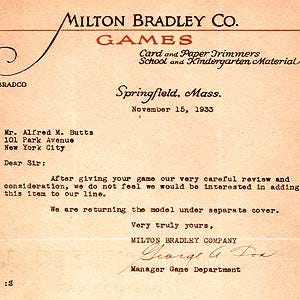 MILTON BRADLEY CO.
GAMES
Card and Paper Trimmers
School and Kindergarten Material
BRADCO
Springfield, Mass.
November 15, 1933
Mr. Alfred M. Butts
101 Park Avenue
New York City
Dear Sir:
After giving your game our very careful review and
consideration, we do not feel we would be interested in adding
this item to our line.
We are returning the model under separate cover.
Very truly yours,
MILTON BRADLEY COMPANY
George A. Fox
Manager Game Department
:S